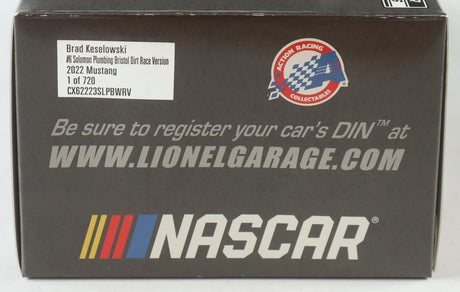 Brad Keselowski
#6 Solomon Plumbing Bristol Dirt Race Version
2022 Mustang
1 of 720
CX62223SLPBWRV
ACTION RACING
COLLECTABLES
Be sure to register your car's DIN™ at
WWW.LIONELGARAGE.COM
NASCAR®